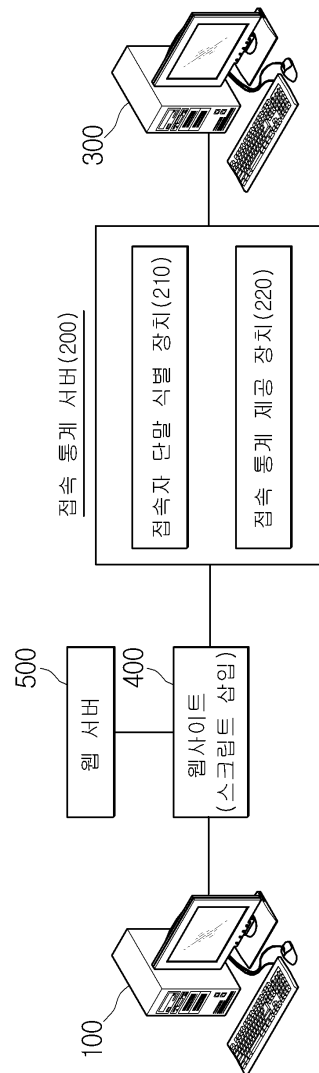 100
500
웹 서버
400
웹사이트
(스크립트 삽입)
접속 통계 서버(200)
접속자 단말 식별 장치(210)
접속 통계 제공 장치(220)
300